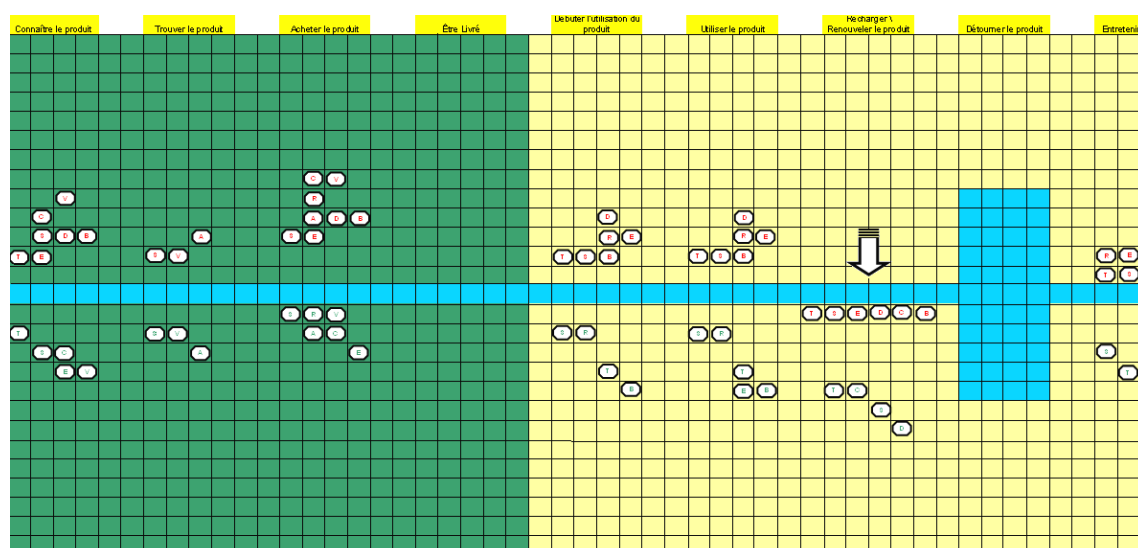 Connaître le produit
Trouver le produit
Acheter le produit
Être Livré
Débuter l'utilisation du
produit
Utiliser le produit
Recharger \
Renouveler le produit
Détourner le produit
Entreteni
C V
V R
C D A D B D
S D B A S E R E R E
T E S V T S B T S B R E
T S
S R V T S E D C B
T S V A C S R S R
S C A E S
E V T T T
B E B T C
S
D